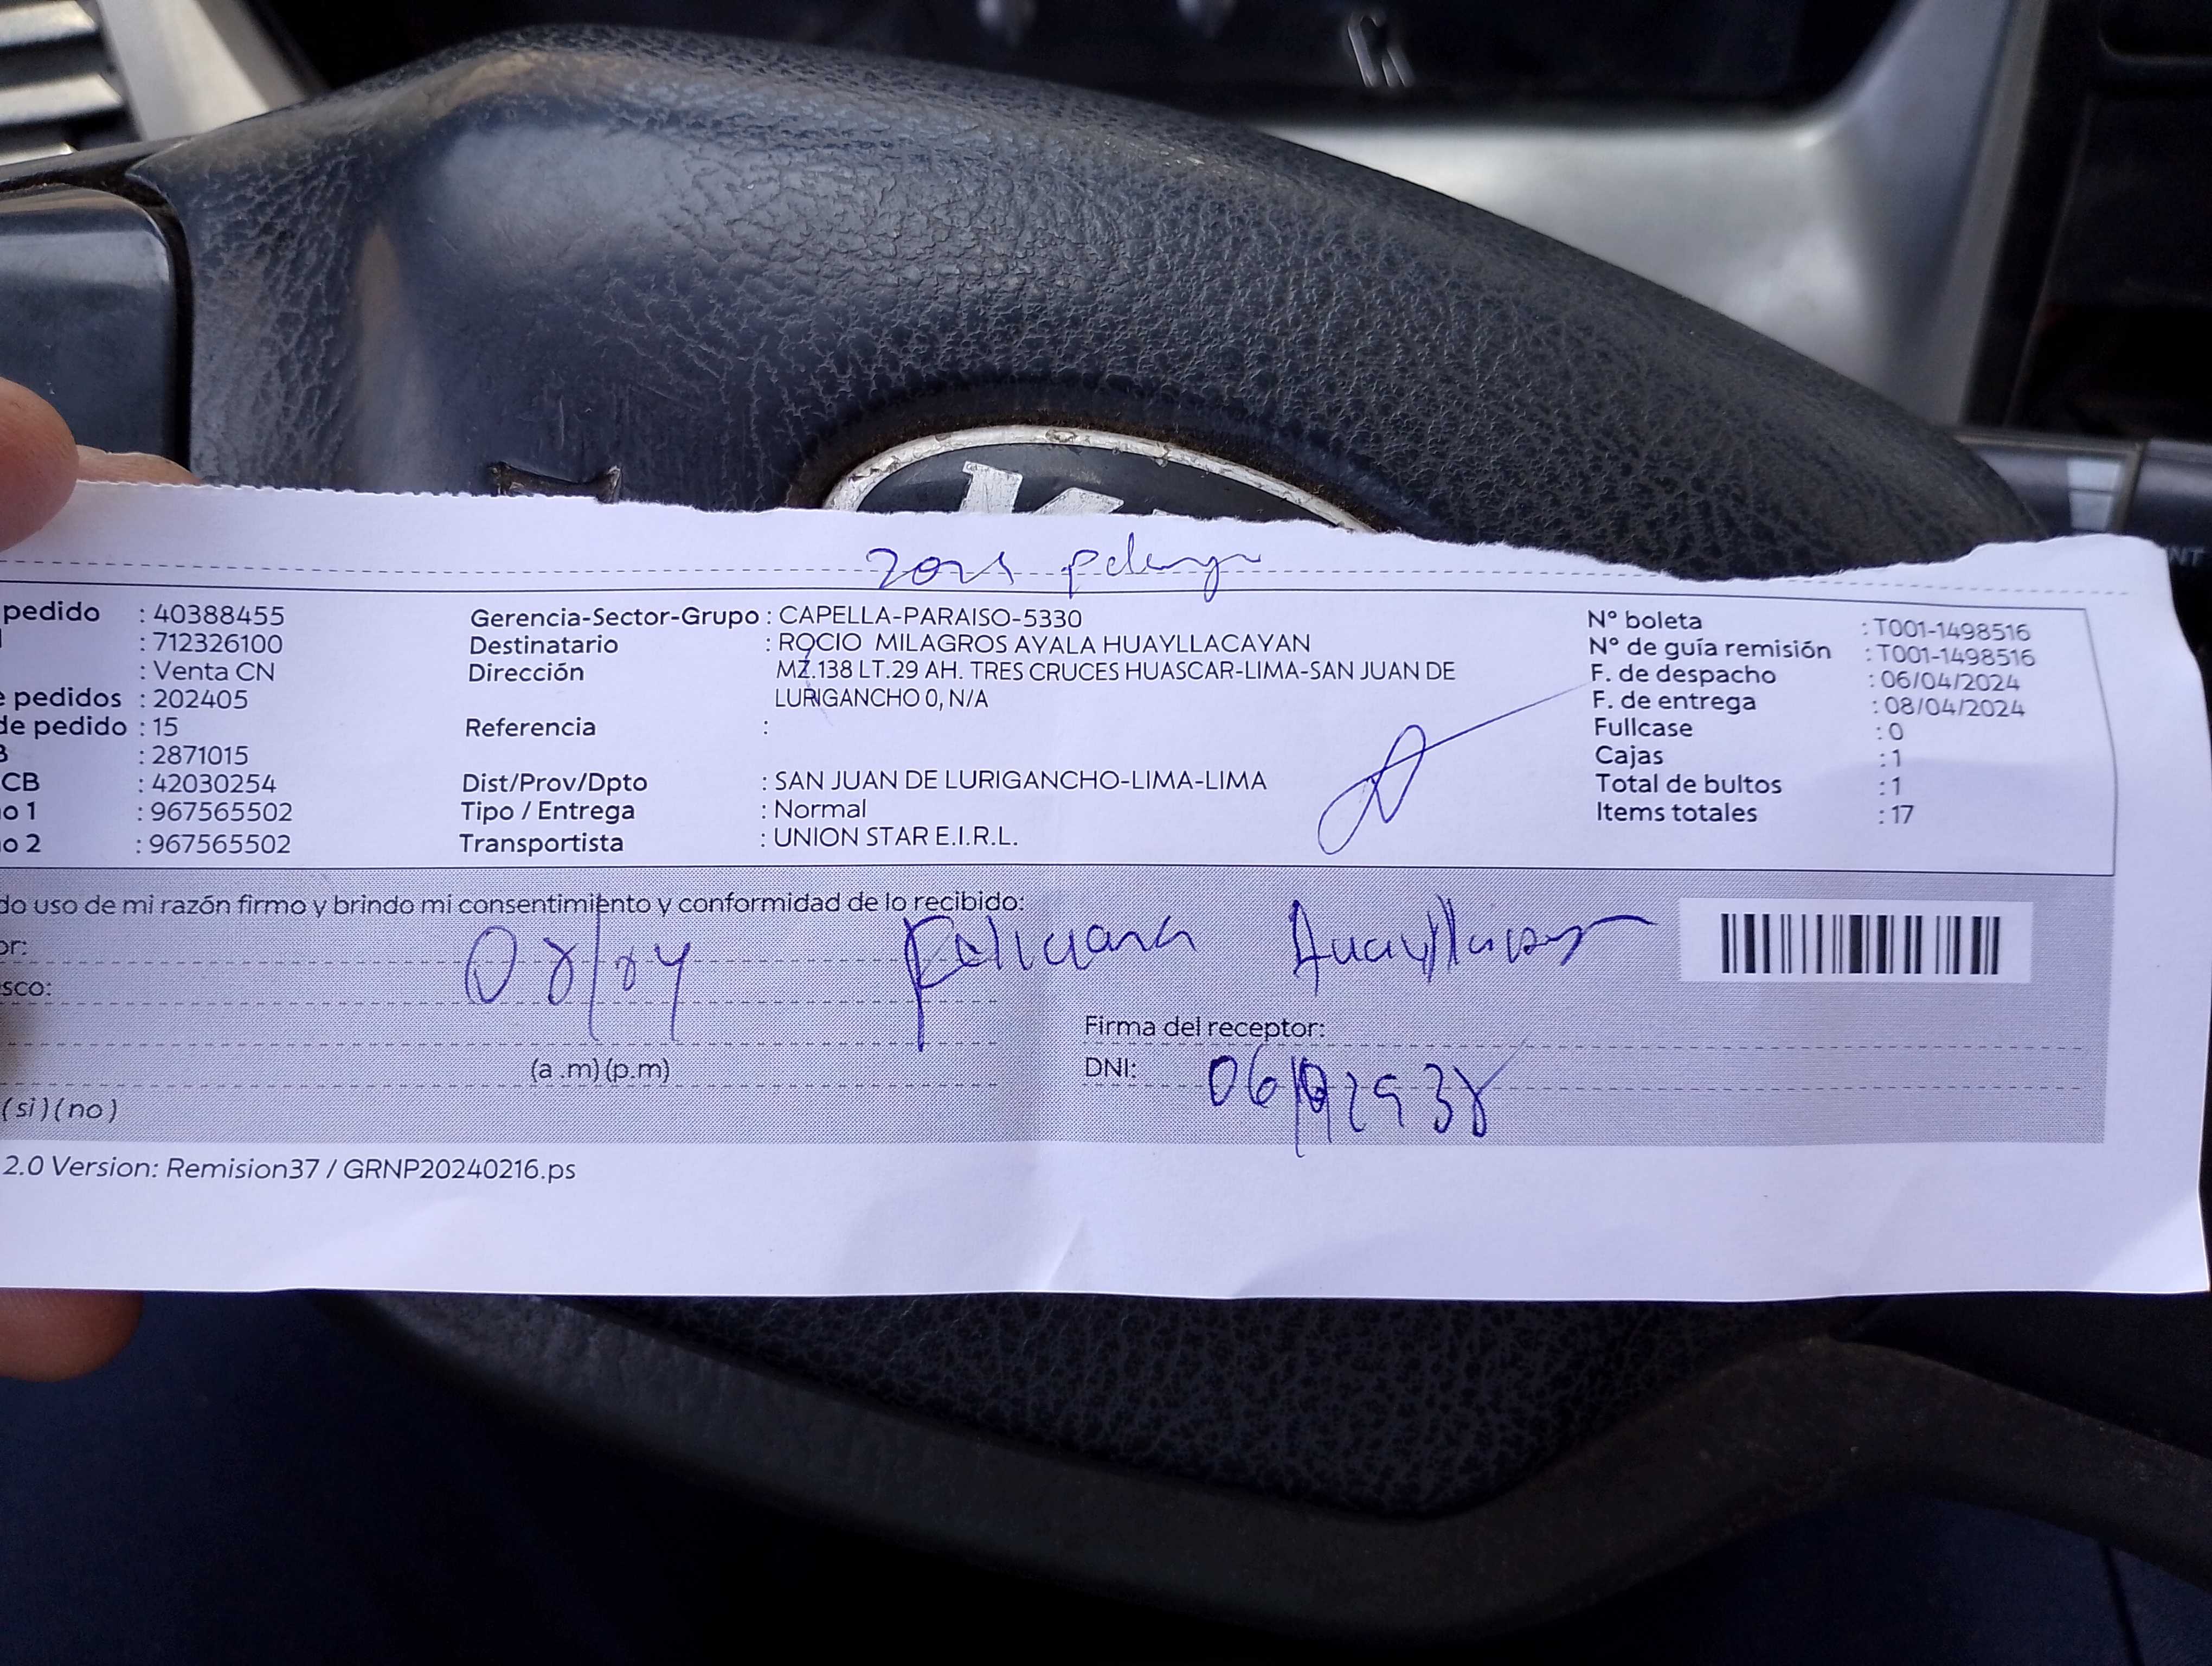 pedido : 40388455
: 712326100
: Venta CN
pedidos : 202405
de pedido : 15
: 2871015
CB : 42030254
o 1 : 967565502
o 2 : 967565502
Gerencia-Sector-Grupo : CAPELLA-PARAISO-5330
Destinatario : ROCIO MILAGROS AYALA HUAYLLACAYAN
Dirección MZ.138 LT.29 AH. TRES CRUCES HUASCAR-LIMA-SAN JUAN DE
LURIGANCHO 0, N/A
Referencia :
Dist/Prov/Dpto : SAN JUAN DE LURIGANCHO-LIMA-LIMA
Tipo / Entrega : Normal
Transportista : UNION STAR E.I.R.L.
N° boleta : T001-1498516
N° de guía remisión : T001-1498516
F. de despacho : 06/04/2024
F. de entrega : 08/04/2024
Fullcase : 0
Cajas : 1
Total de bultos : 1
Items totales : 17
do uso de mi razón firmo y brindo mi consentimiento y conformidad de lo recibido:
or:
08/04 Feliciana
sco:
Firma del receptor:
(a .m) (p.m)
DNI:
(si) (no)
2.0 Version: Remision37 / GRNP20240216.ps